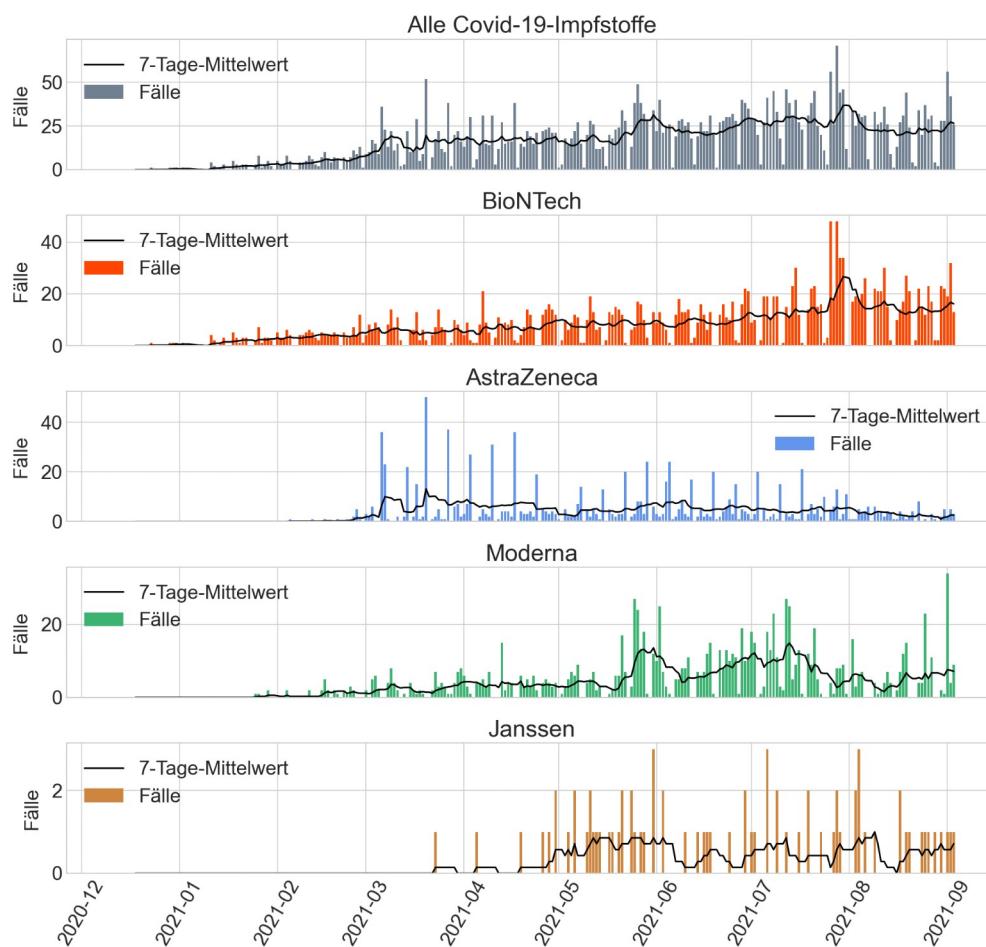 Alle Covid-19-Impfstoffe
7-Tage-Mittelwert
Fälle
Fälle
50
25
0
BioNTech
7-Tage-Mittelwert
Fälle
Fälle
40
20
0
AstraZeneca
7-Tage-Mittelwert
Fälle
Fälle
40
20
0
Moderna
7-Tage-Mittelwert
Fälle
Fälle
20
0
Janssen
7-Tage-Mittelwert
Fälle
Fälle
2
0
2020-12
2021-01
2021-02
2021-03
2021-04
2021-05
2021-06
2021-07
2021-08
2021-09